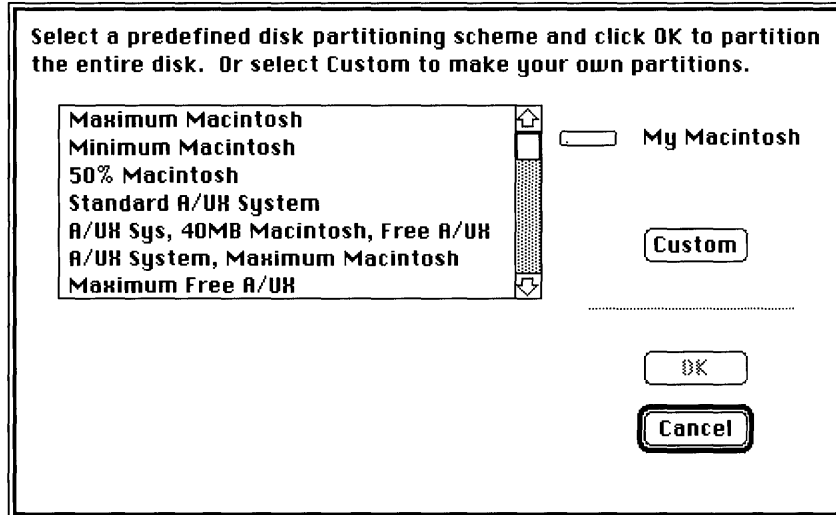 Select a predefined disk partitioning scheme and click OK to partition
the entire disk. Or select Custom to make your own partitions.
Maximum Macintosh
Minimum Macintosh
50% Macintosh
Standard A/UX System
A/UX Sys, 40MB Macintosh, Free A/UX
A/UX System, Maximum Macintosh
Maximum Free A/UX
My Macintosh
Custom
OK
Cancel